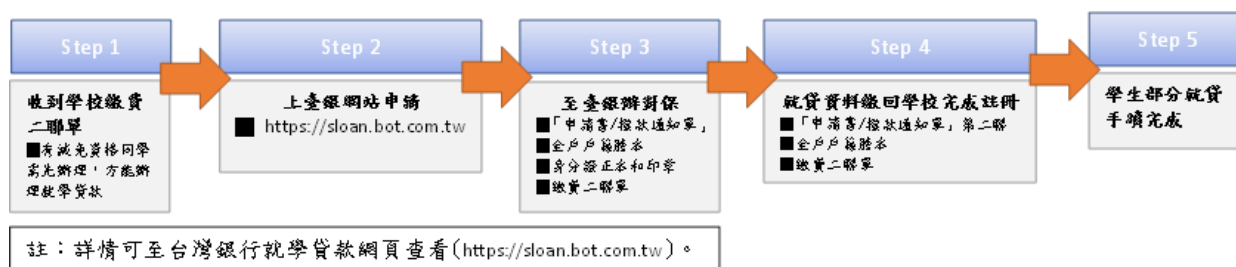 Step 1
收到學校繳費
二聯單
■有減免資格同學
需先辦理，方能辦
理就學貸款
Step 2
上臺銀網站申請
■ https://sloan.bot.com.tw
Step 3
至臺銀辦對保
■「申請書/撥款通知單」
■全戶戶籍謄本
■身分證正本和印章
■繳費二聯單
Step 4
就貸資料繳回學校完成註冊
■「申請書/撥款通知單」第二聯
■全戶戶籍謄本
■繳費二聯單
Step 5
學生部分就貸
手續完成
註：詳情可至台灣銀行就學貸款網頁查看(https://sloan.bot.com.tw)。